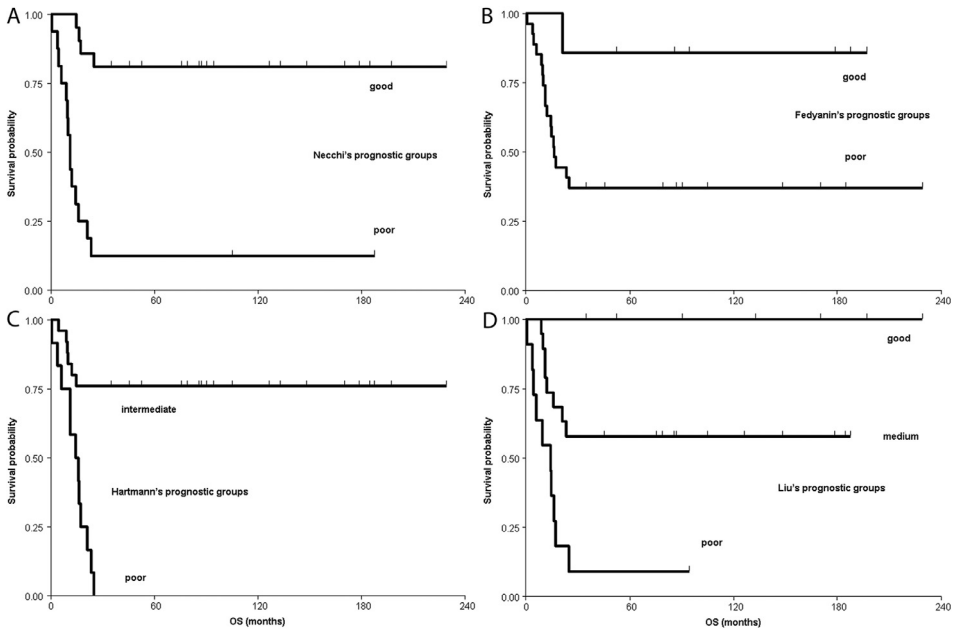 A
Survival probability
1.00
0.75
0.50
0.25
0.00
0
60
120
180
240
good
Necchi's prognostic groups
poor
B
Survival probability
1.00
0.75
0.50
0.25
0.00
0
60
120
180
240
good
Fedyanin's prognostic groups
poor
C
Survival probability
1.00
0.75
0.50
0.25
0.00
0
60
120
180
240
OS (months)
intermediate
Hartmann's prognostic groups
poor
D
Survival probability
1.00
0.75
0.50
0.25
0.00
0
60
120
180
240
OS (months)
good
medium
Liu's prognostic groups
poor